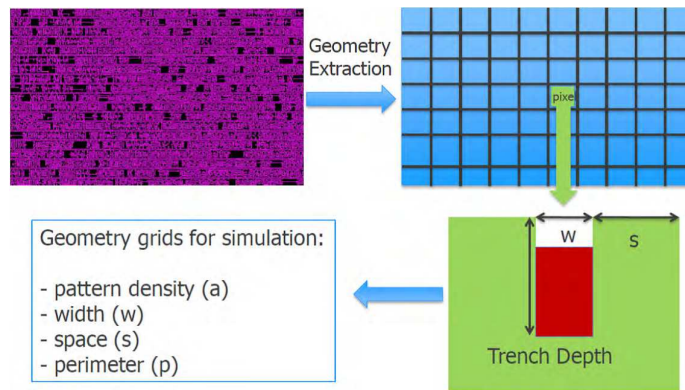 Geometry
Extraction
pixel
w
s
Trench Depth
Geometry grids for simulation:
- pattern density (a)
- width (w)
- space (s)
- perimeter (p)